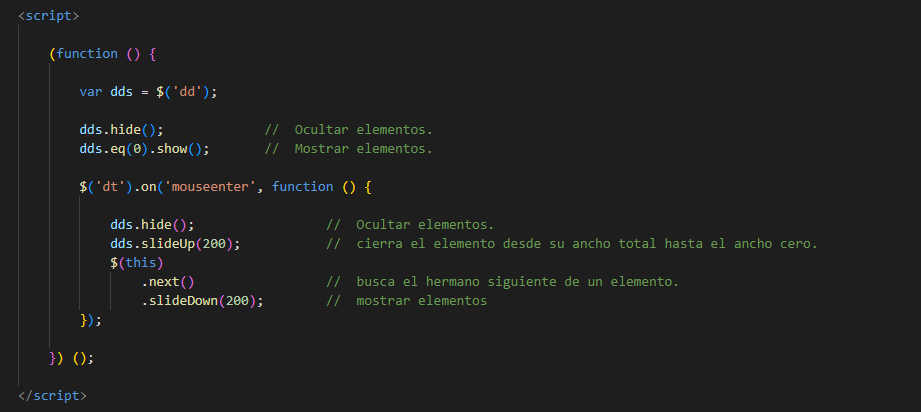 <script>
(function () {
var dds = $('dd');
dds.hide(); // Ocultar elementos.
dds.eq(0).show(); // Mostrar elementos.
$('dt').on('mouseenter', function () {
dds.hide(); // Ocultar elementos.
dds.slideUp(200); // cierra el elemento desde su ancho total hasta el ancho cero.
$(this)
.next() // busca el hermano siguiente de un elemento.
.slideDown(200); // mostrar elementos
});
}) ();
</script>